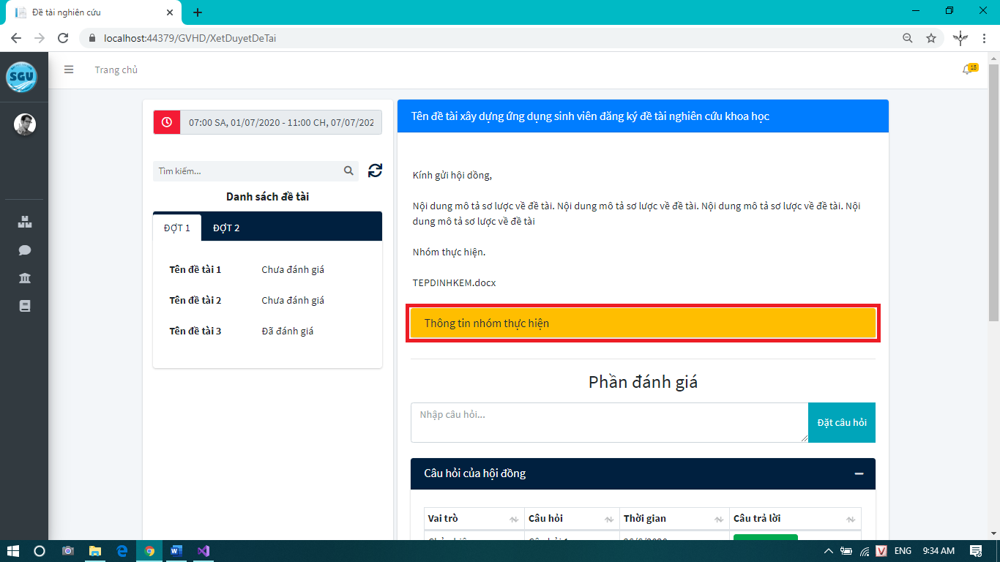 Đề tài nghiên cứu
localhost:44379/GVHD/XetDuyetDeTai
SGU
Trang chủ
15
07:00 SA, 01/07/2020 - 11:00 CH, 07/07/202
Tìm kiếm...
Danh sách đề tài
ĐỢT 1
ĐỢT 2
Tên đề tài 1 Chưa đánh giá
Tên đề tài 2 Chưa đánh giá
Tên đề tài 3 Đã đánh giá
Tên đề tài xây dựng ứng dụng sinh viên đăng ký đề tài nghiên cứu khoa học
Kính gửi hội dồng,
Nội dung mô tả sơ lược về đề tài. Nội dung mô tả sơ lược về đề tài. Nội dung mô tả sơ lược về đề tài. Nội
dung mô tả sơ lược về đề tài
Nhóm thực hiện.
TEPDINHKEM.docx
Thông tin nhóm thực hiện
Phần đánh giá
Nhập câu hỏi...
Đặt câu hỏi
Câu hỏi của hội đồng
Vai trò Câu hỏi Thời gian Câu trả lời
ENG
9:34 AM